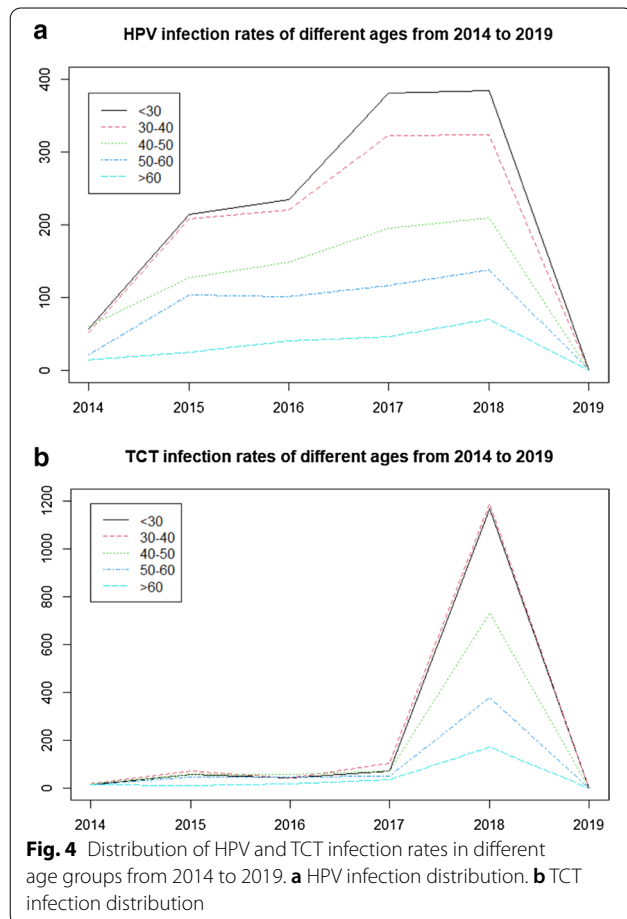 a
HPV infection rates of different ages from 2014 to 2019
400
300
200
100
0
<30
30-40
40-50
50-60
>60
2014 2015 2016 2017 2018 2019
b
TCT infection rates of different ages from 2014 to 2019
1200
1000
800
600
400
200
0
<30
30-40
40-50
50-60
>60
2014 2015 2016 2017 2018 2019
Fig. 4 Distribution of HPV and TCT infection rates in different
age groups from 2014 to 2019. a HPV infection distribution. b TCT
infection distribution